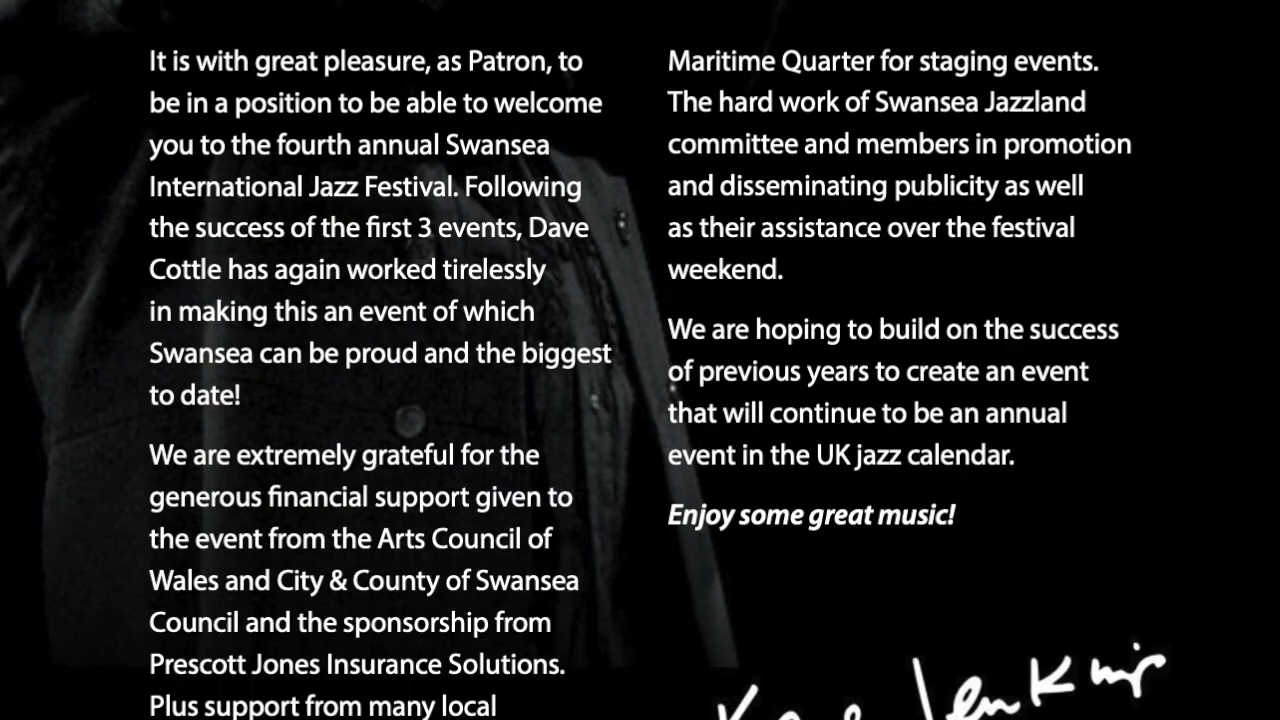 It is with great pleasure, as Patron, to
be in a position to be able to welcome
you to the fourth annual Swansea
International Jazz Festival. Following
the success of the first 3 events, Dave
Cottle has again worked tirelessly
in making this an event of which
Swansea can be proud and the biggest
to date!
We are extremely grateful for the
generous financial support given to
the event from the Arts Council of
Wales and City & County of Swansea
Council and the sponsorship from
Prescott Jones Insurance Solutions.
Plus support from many local
Maritime Quarter for staging events.
The hard work of Swansea Jazzland
committee and members in promotion
and disseminating publicity as well
as their assistance over the festival
weekend.
We are hoping to build on the success
of previous years to create an event
that will continue to be an annual
event in the UK jazz calendar.
Enjoy some great music!
Jenkins